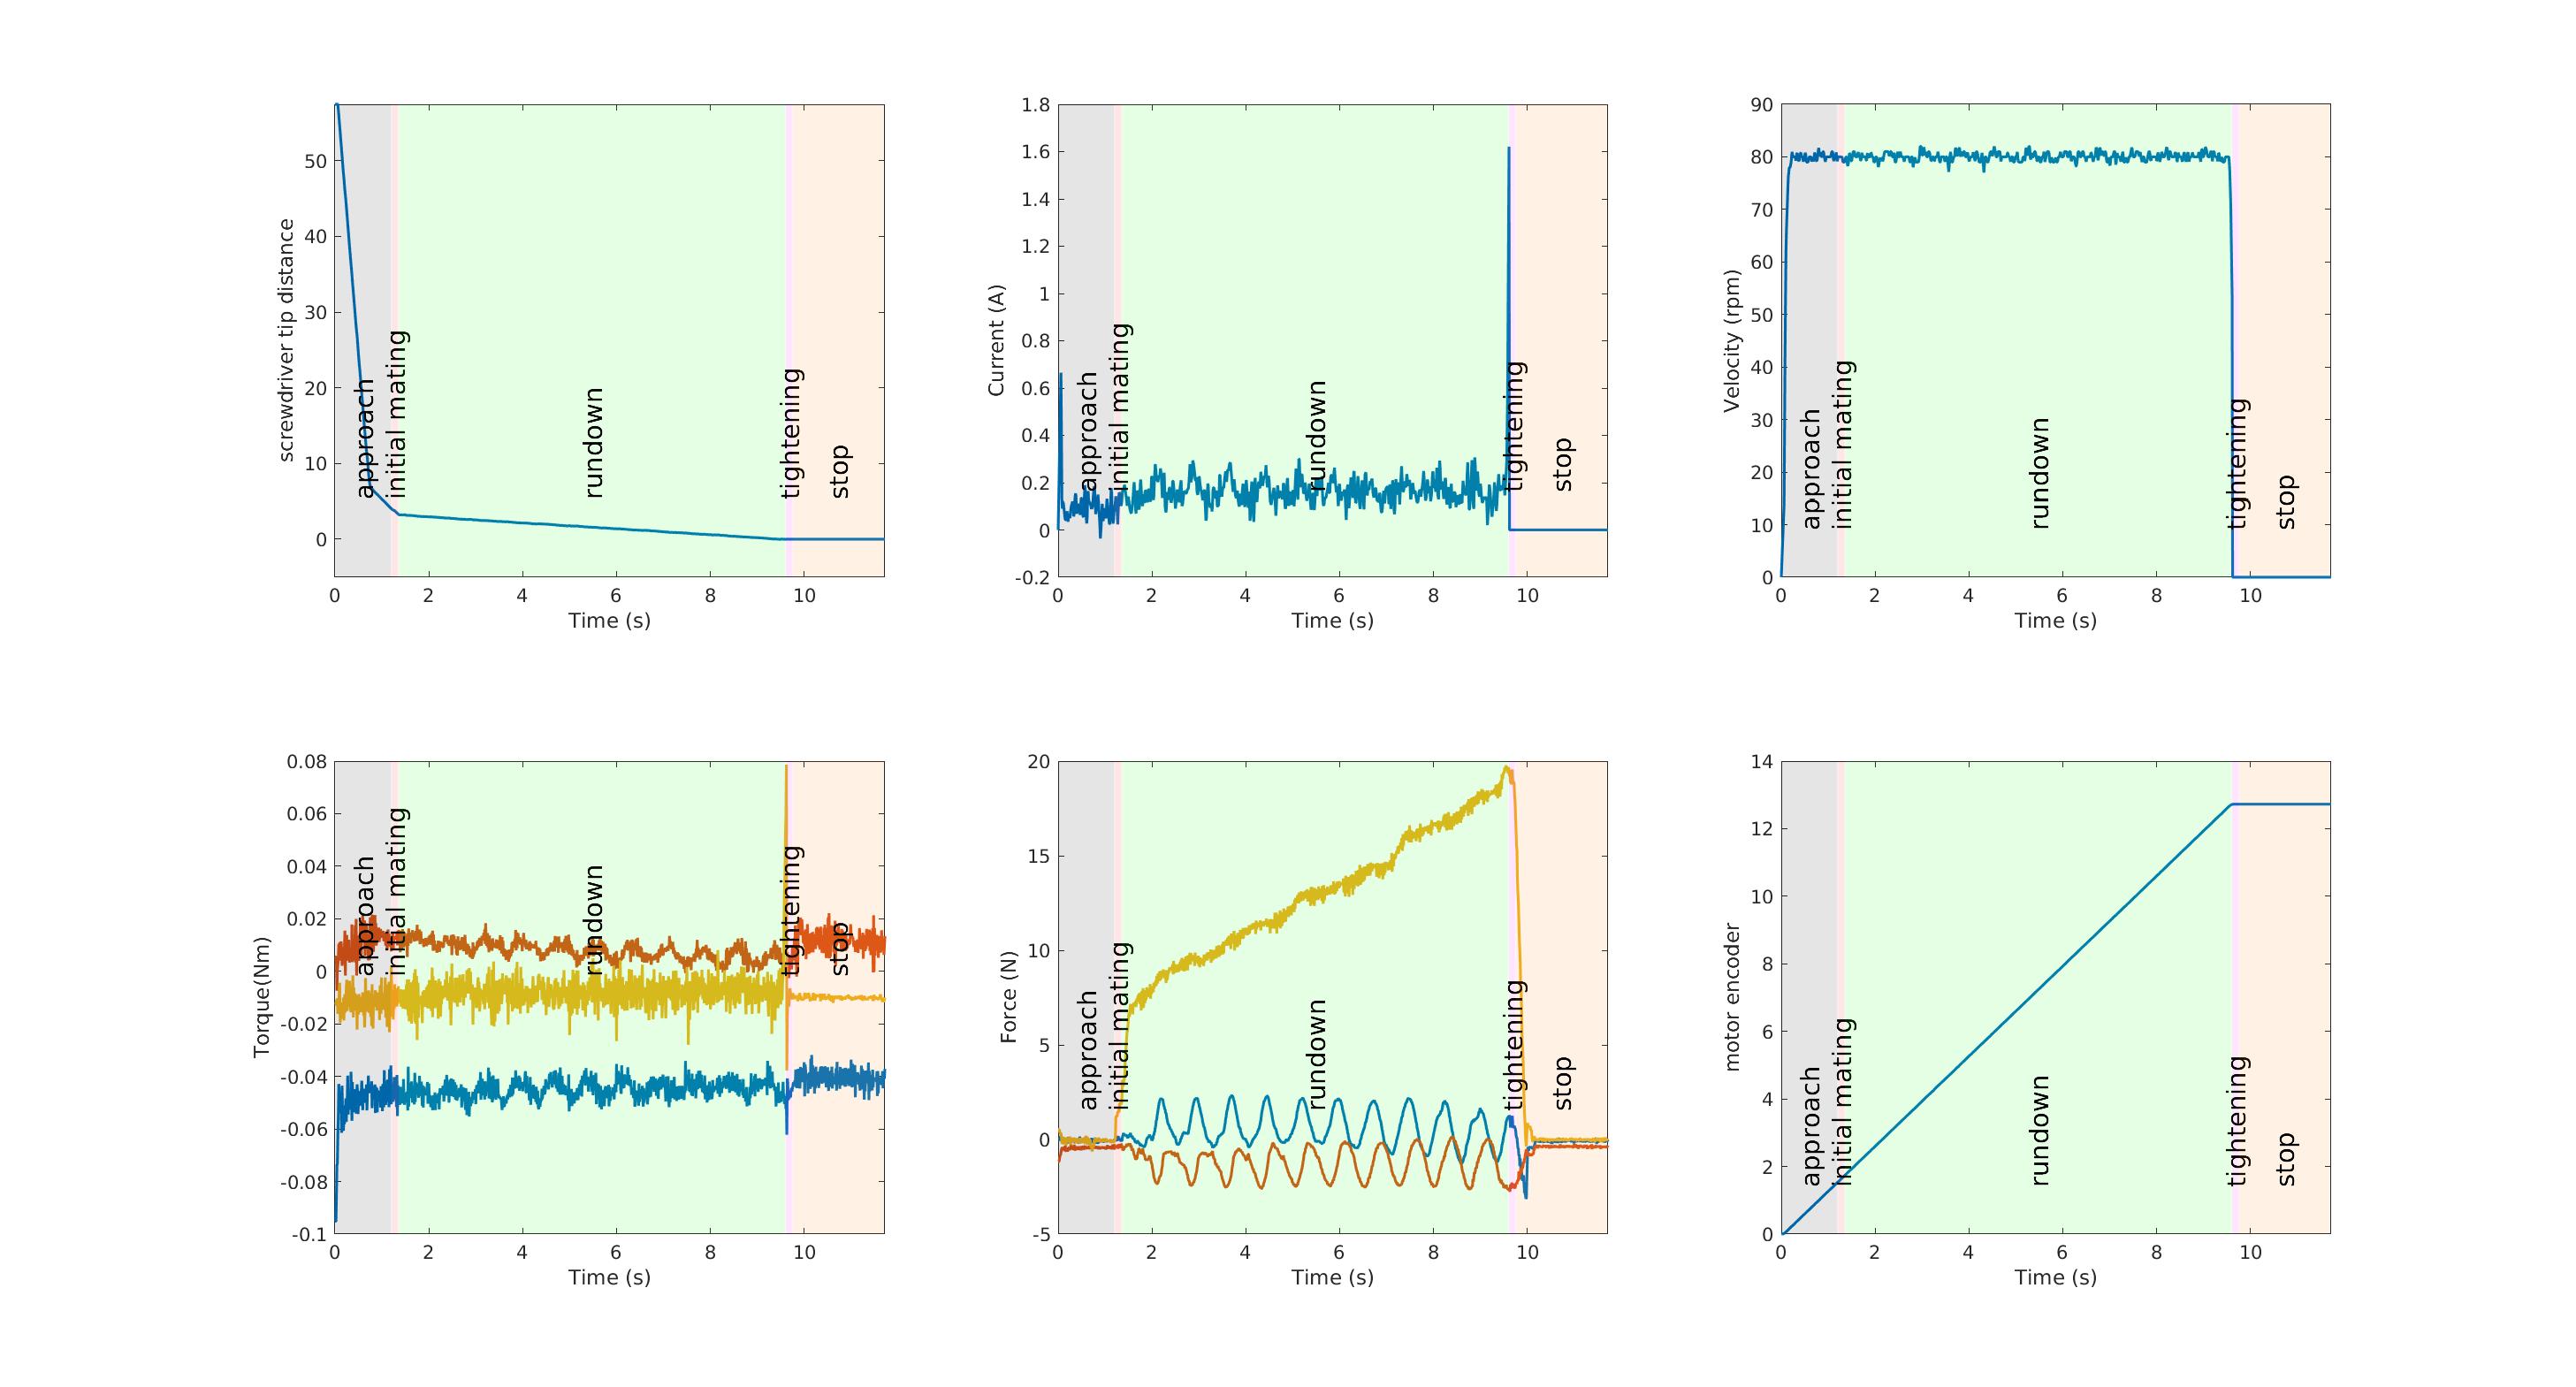 screwdriver tip distance
50
40
30
20
10
0
approach
initial mating
rundown
tightening
stop
0 2 4 6 8 10
Time (s)
Current (A)
1.8
1.6
1.4
1.2
1
0.8
0.6
0.4
0.2
0
-0.2
approach
initial mating
rundown
tightening
stop
0 2 4 6 8 10
Time (s)
Velocity (rpm)
90
80
70
60
50
40
30
20
10
0
approach
initial mating
rundown
tightening
stop
0 2 4 6 8 10
Time (s)
Torque(Nm)
0.08
0.06
0.04
0.02
0
-0.02
-0.04
-0.06
-0.08
-0.1
approach
initial mating
rundown
tightening
stop
0 2 4 6 8 10
Time (s)
Force (N)
20
15
10
5
0
-5
approach
initial mating
rundown
tightening
stop
0 2 4 6 8 10
Time (s)
motor encoder
14
12
10
8
6
4
2
0
approach
initial mating
rundown
tightening
stop
0 2 4 6 8 10
Time (s)